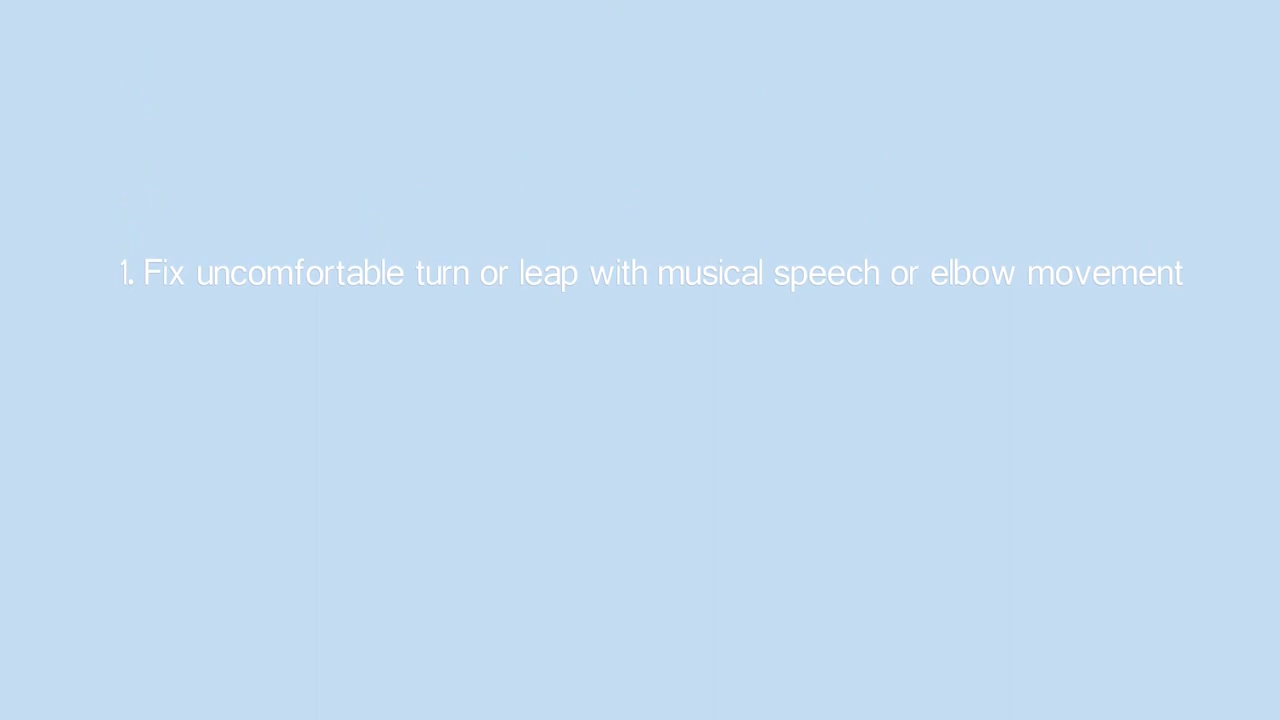 1. Fix uncomfortable turn or leap with musical speech or elbow movement